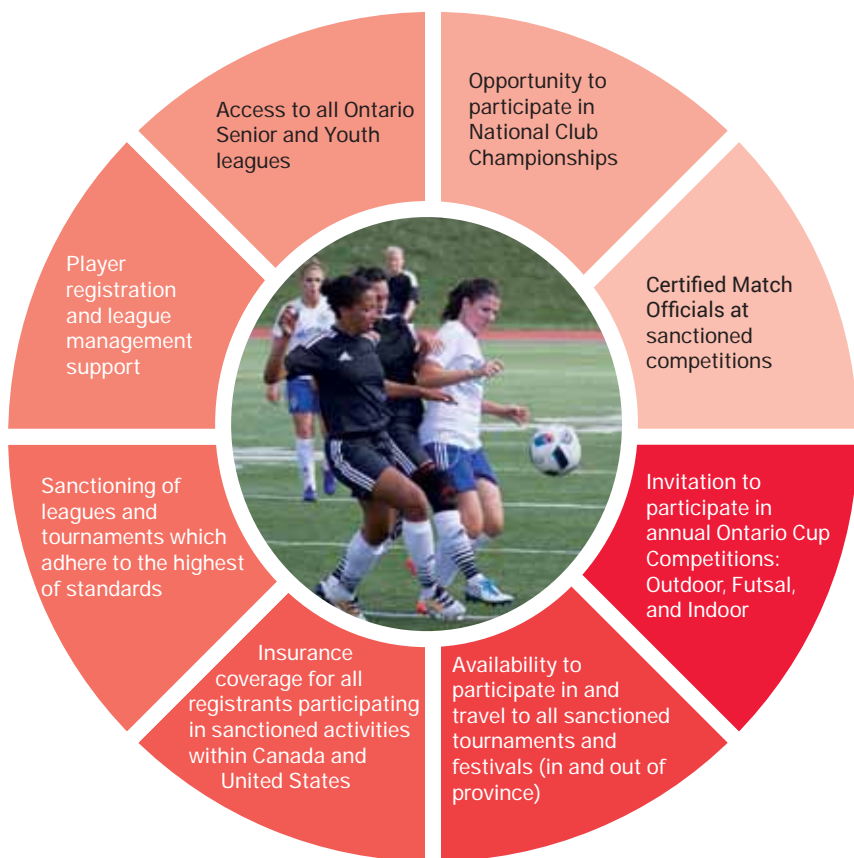 Opportunity to
participate in
National Club
Championships
Certified Match
Officials at
sanctioned
competitions
Invitation to
participate in
annual Ontario Cup
Competitions:
Outdoor, Futsal,
and Indoor
Availability to
participate in and
travel to all sanctioned
tournaments and
festivals (in and out of
province)
Insurance
coverage for all
registrants participating
in sanctioned activities
within Canada and
United States
Sanctioning of
leagues and
tournaments which
adhere to the highest
of standards
Player
registration
and league
management
support
Access to all Ontario
Senior and Youth
leagues